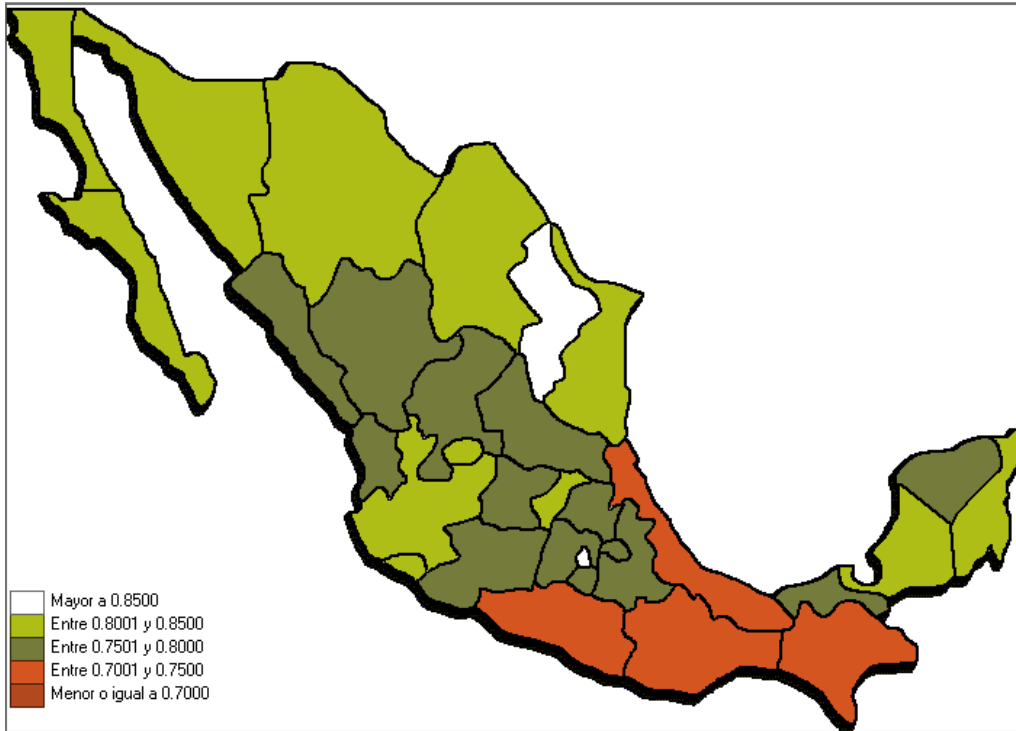 Mayor a 0.8500
Entre 0.8001 y 0.8500
Entre 0.7501 y 0.8000
Entre 0.7001 y 0.7500
Menor o igual a 0.7000